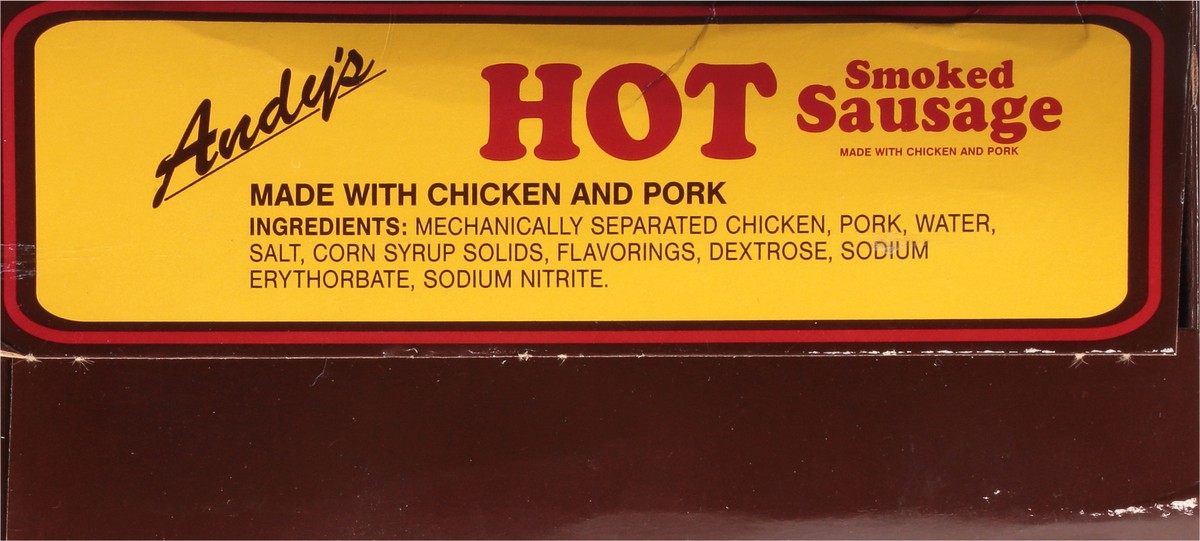 Andy's
HOT
Smoked
Sausage
MADE WITH CHICKEN AND PORK
MADE WITH CHICKEN AND PORK
INGREDIENTS: MECHANICALLY SEPARATED CHICKEN, PORK, WATER,
SALT, CORN SYRUP SOLIDS, FLAVORINGS, DEXTROSE, SODIUM
ERYTHORBATE, SODIUM NITRITE.